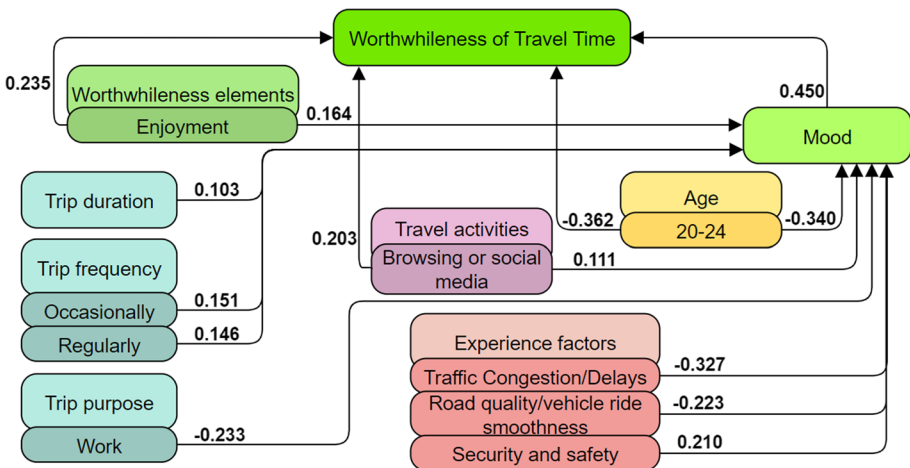 Worthwhileness of Travel Time
0.235
Worthwhileness elements
Enjoyment
0.164
0.450
Mood
Trip duration
0.103
Age
20-24
-0.362
-0.340
Travel activities
Browsing or social
media
0.203
0.111
Trip frequency
Occasionally
0.151
Regularly
0.146
Experience factors
Traffic Congestion/Delays
-0.327
Road quality/vehicle ride
smoothness
-0.223
Security and safety
0.210
Trip purpose
Work
-0.233